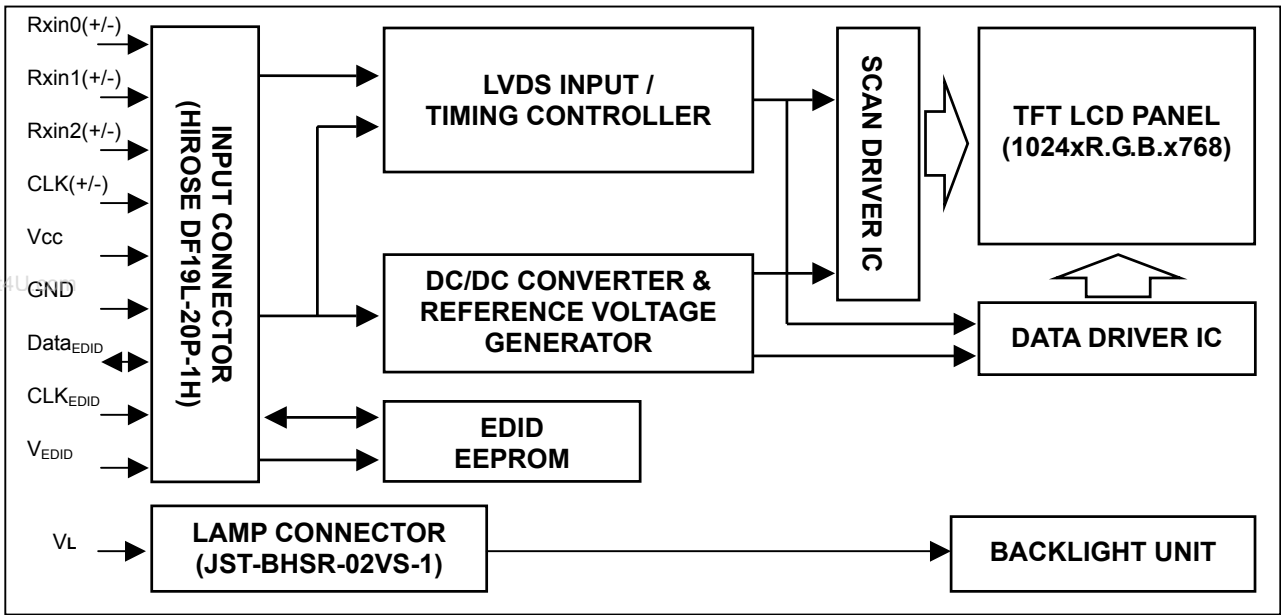 Rxin0(+/-)
Rxin1(+/-)
Rxin2(+/-)
CLK(+/-)
Vcc
GND
DataEDID
CLKEDID
VEDID
INPUT CONNECTOR
(HIROSE DF19L-20P-1H)
LVDS INPUT /
TIMING CONTROLLER
DC/DC CONVERTER &
REFERENCE VOLTAGE
GENERATOR
EDID
EEPROM
SCAN DRIVER IC
TFT LCD PANEL
(1024xR.G.B.x768)
DATA DRIVER IC
VL
LAMP CONNECTOR
(JST-BHSR-02VS-1)
BACKLIGHT UNIT